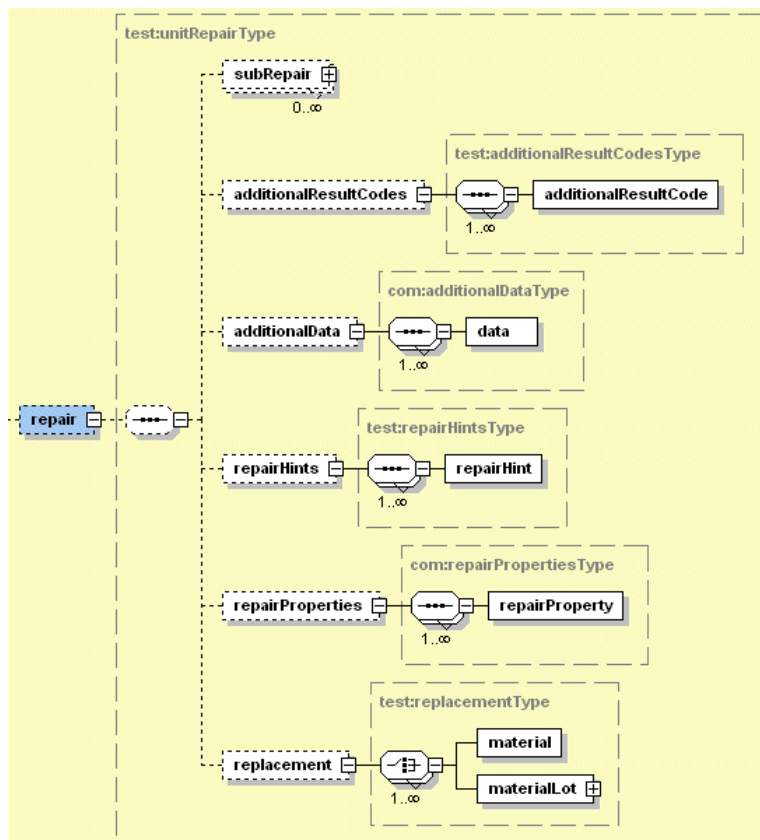 test:unitRepairType
subRepair
0..∞
test:additionalResultCodesType
additionalResultCodes
additionalResultCode
1..∞
com:additionalDataType
additionalData
data
1..∞
repair
test:repairHintsType
repairHints
repairHint
1..∞
com:repairPropertiesType
repairProperties
repairProperty
1..∞
test:replacementType
material
replacement
materialLot
1..∞